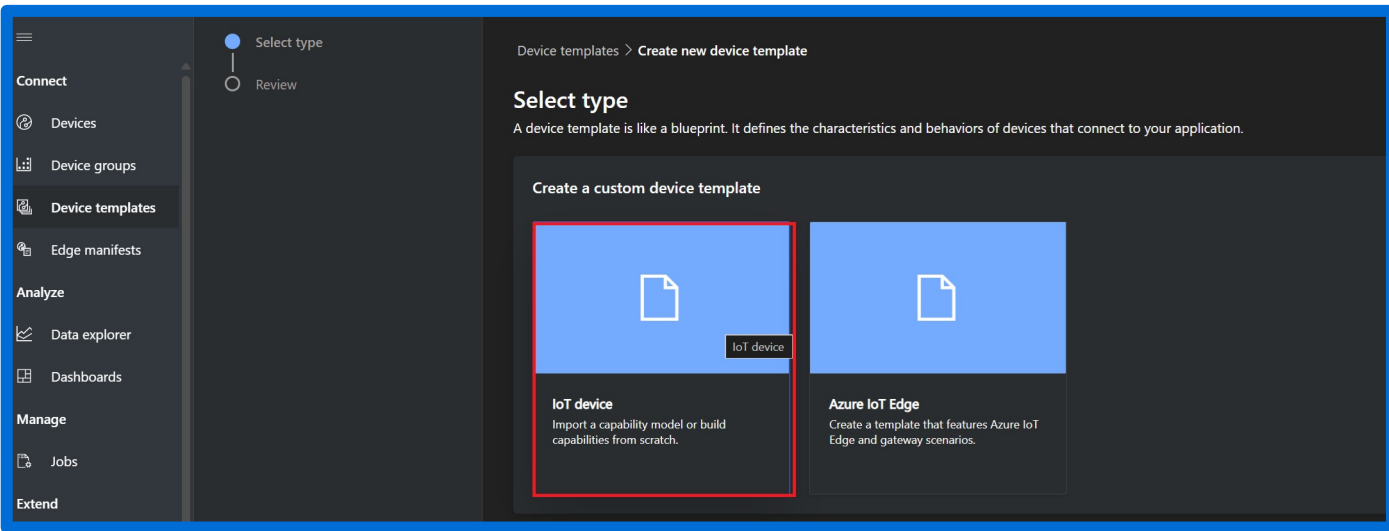 Connect
Devices
Device groups
Device templates
Edge manifests
Analyze
Data explorer
Dashboards
Manage
Jobs
Extend
Select type
Review
Device templates > Create new device template
Select type
A device template is like a blueprint. It defines the characteristics and behaviors of devices that connect to your application.
Create a custom device template
IoT device
IoT device
Import a capability model or build
capabilities from scratch.
Azure IoT Edge
Create a template that features Azure IoT
Edge and gateway scenarios.